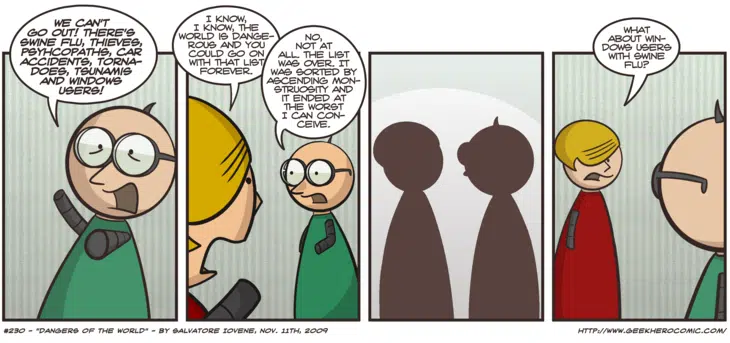 WE CAN'T
GO OUT! THERE'S
SWINE FLU, THIEVES,
PSYHCOPATHS, CAR
ACCIDENTS, TORNA-
DOES, TSUNAMIS
AND WINDOWS
USERS!
I KNOW,
I KNOW, THE
WORLD IS DANGE-
ROUS AND YOU
COULD GO ON
WITH THAT LIST
FOREVER.
NO,
NOT AT
ALL. THE LIST
WAS OVER. IT
WAS SORTED BY
ASCENDING MON-
STRUOSITY AND
IT ENDED AT
THE WORST
I CAN CON-
CEIVE.
WHAT
ABOUT WIN-
DOWS USERS
WITH SWINE
FLU?
#230 - "DANGERS OF THE WORLD" - BY SALVATORE IOVENE, NOV. 11TH, 2009
HTTP://WWW.GEEKHEROCOMIC.COM/